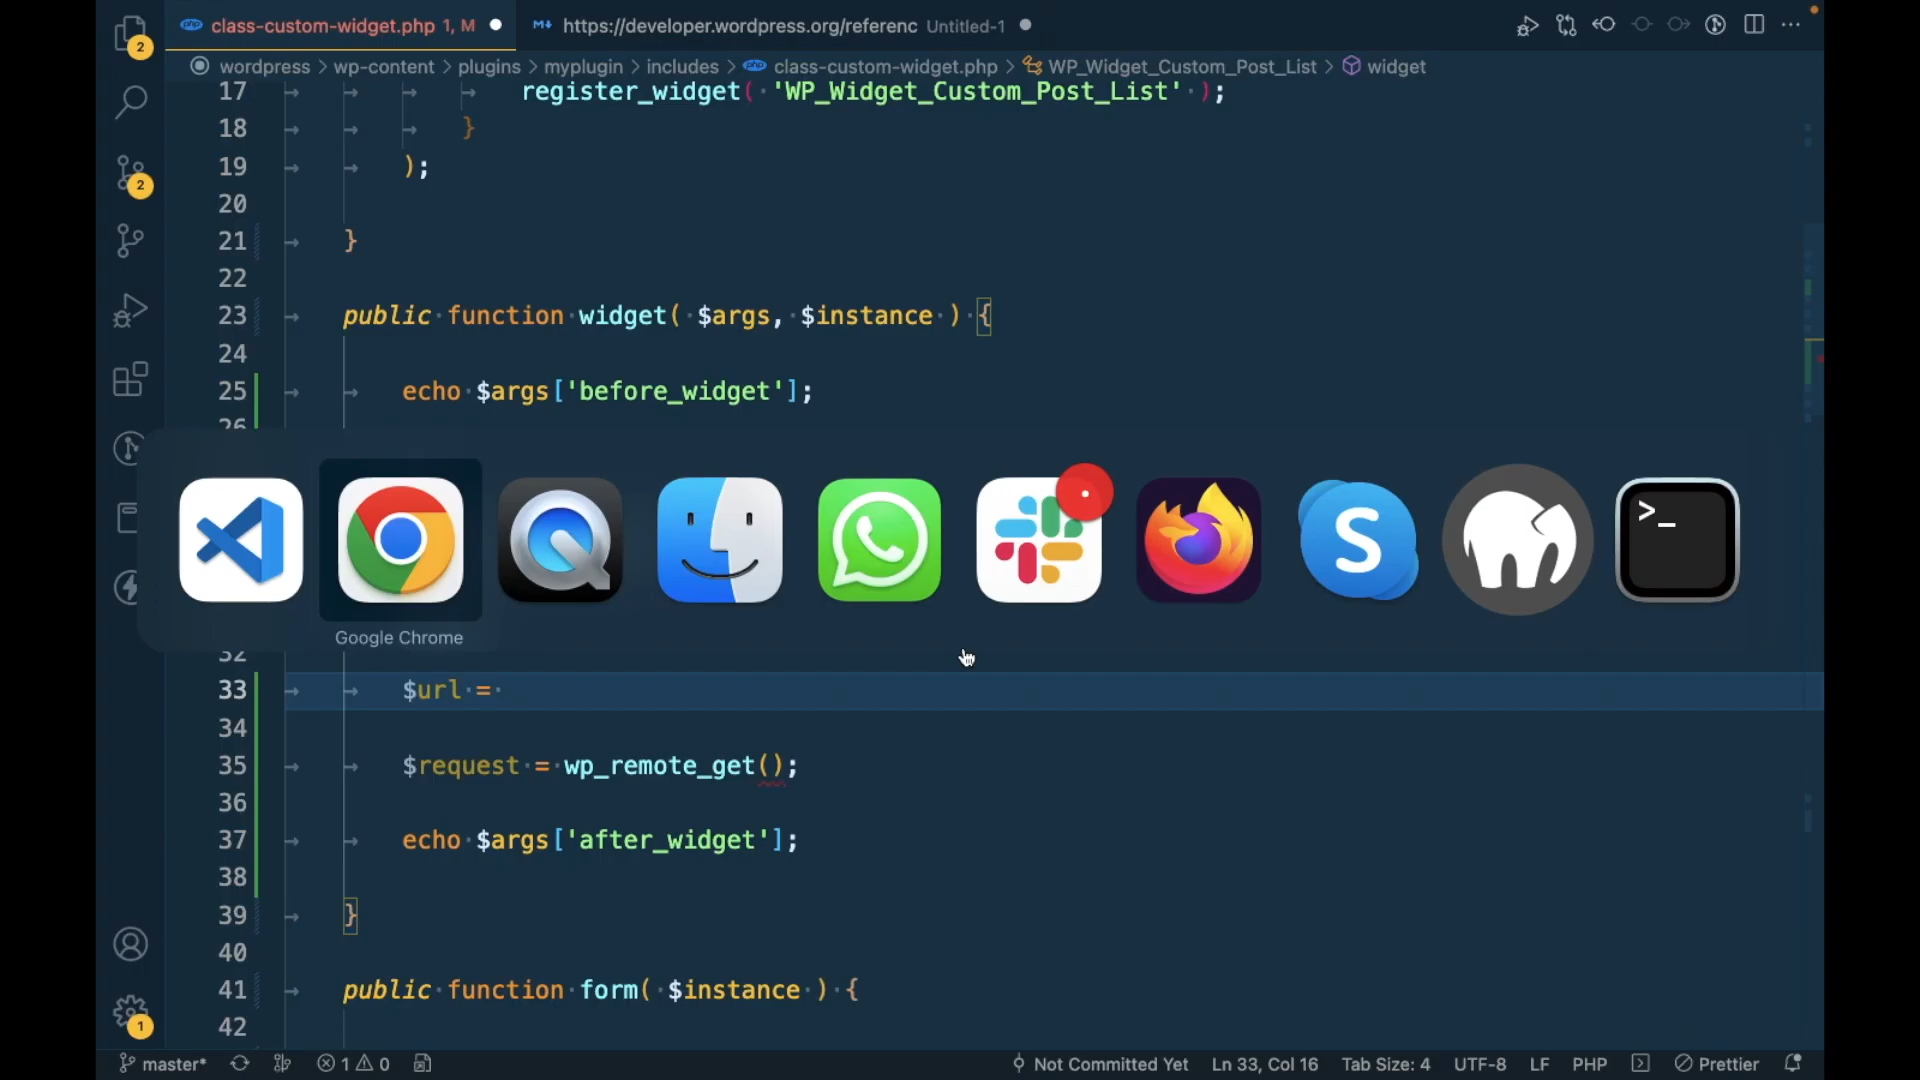 class-custom-widget.php 1, M
https://developer.wordpress.org/referenc Untitled-1
wordpress > wp-content > plugins > myplugin > includes > class-custom-widget.php > WP_Widget_Custom_Post_List > widget
17 register_widget( 'WP_Widget_Custom_Post_List' );
18 }
19 );
20
21 }
22
23 public function widget( $args, $instance ) {
24
25 echo $args['before_widget'];
26
Google Chrome
32
33 $url =
34
35 $request = wp_remote_get();
36
37 echo $args['after_widget'];
38
39 }
40
41 public function form( $instance ) {
42
2
2
1
master* 1 0 Not Committed Yet Ln 33, Col 16 Tab Size: 4 UTF-8 LF PHP Prettier